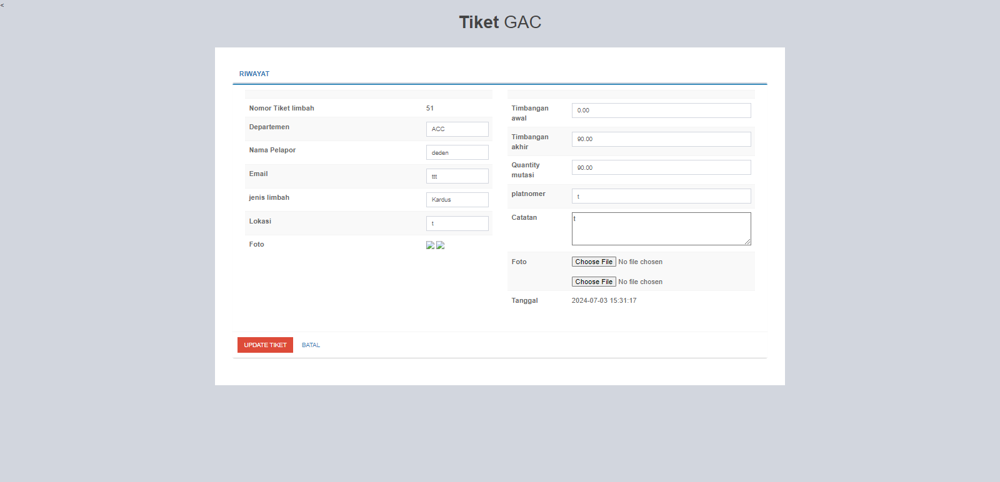 <
Tiket GAC
RIWAYAT
Nomor Tiket limbah 51
Departemen ACC
Nama Pelapor deden
Email ttt
jenis limbah Kardus
Lokasi t
Foto
Timbangan
awal 0.00
Timbangan
akhir 90.00
Quantity
mutasi 90.00
platnomer t
Catatan t
Foto Choose File No file chosen
Choose File No file chosen
Tanggal 2024-07-03 15:31:17
UPDATE TIKET BATAL